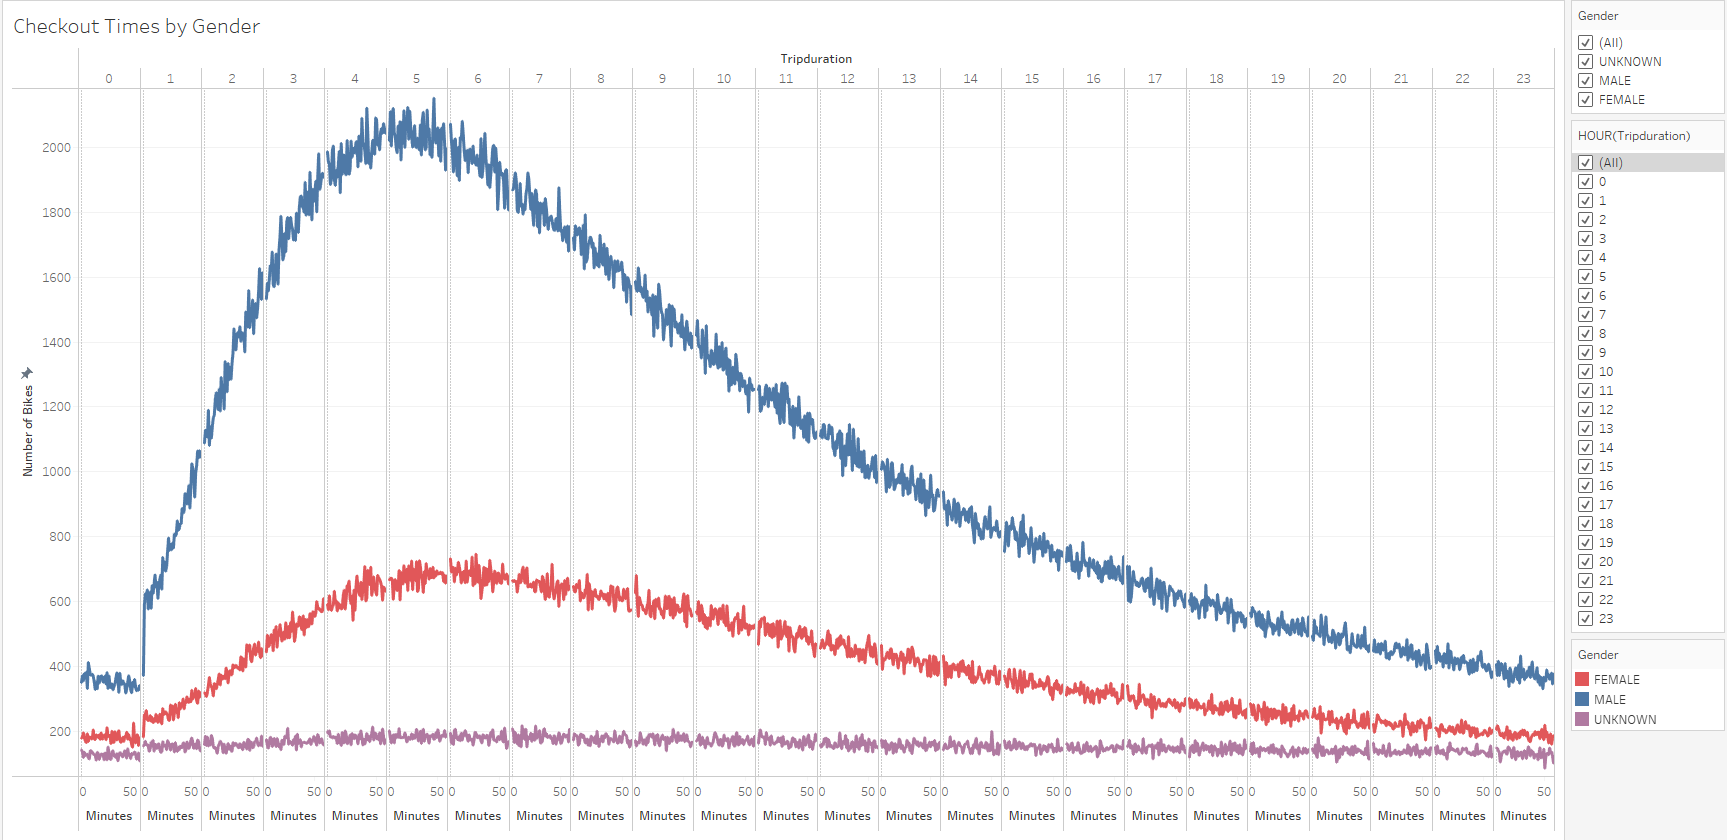 Checkout Times by Gender
Tripduration
0 1 2 3 4 5 6 7 8 9 10 11 12 13 14 15 16 17 18 19 20 21 22 23
2000
1800
1600
1400
1200
1000
800
600
400
200
Number of Bikes
0 50 0 50 0 50 0 50 0 50 0 50 0 50 0 50 0 50 0 50 0 50 0 50 0 50 0 50 0 50 0 50 0 50 0 50 0 50 0 50 0 50 0 50 0 50 0 50
Minutes Minutes Minutes Minutes Minutes Minutes Minutes Minutes Minutes Minutes Minutes Minutes Minutes Minutes Minutes Minutes Minutes Minutes Minutes Minutes Minutes Minutes Minutes Minutes
Gender
(All)
UNKNOWN
MALE
FEMALE
HOUR(Tripduration)
(All)
0
1
2
3
4
5
6
7
8
9
10
11
12
13
14
15
16
17
18
19
20
21
22
23
Gender
FEMALE
MALE
UNKNOWN